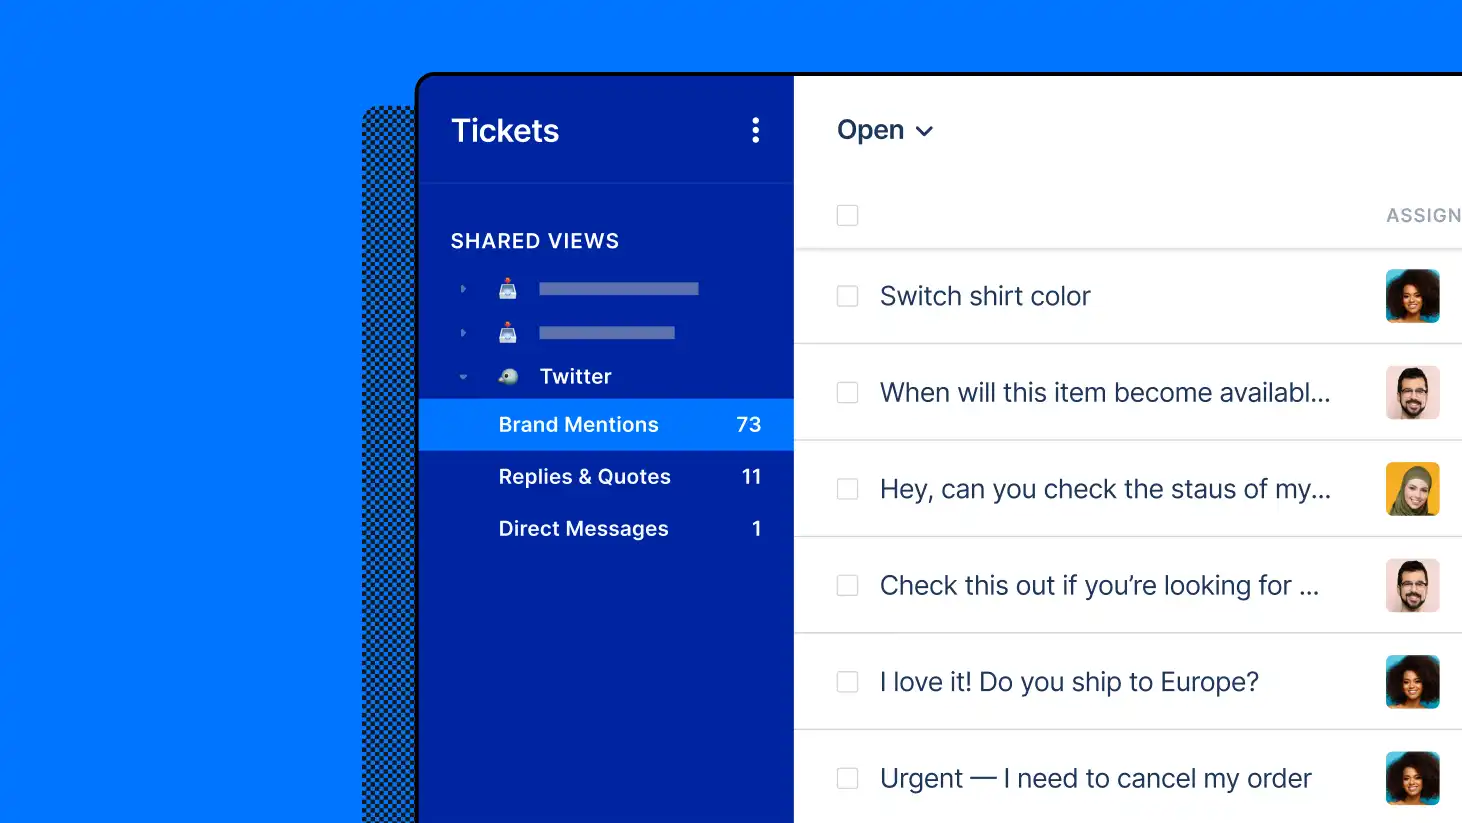 Tickets
SHARED VIEWS
Twitter
Brand Mentions 73
Replies & Quotes 11
Direct Messages 1
Open
ASSIGN
Switch shirt color
When will this item become availabl...
Hey, can you check the staus of my...
Check this out if you’re looking for ...
I love it! Do you ship to Europe?
Urgent — I need to cancel my order